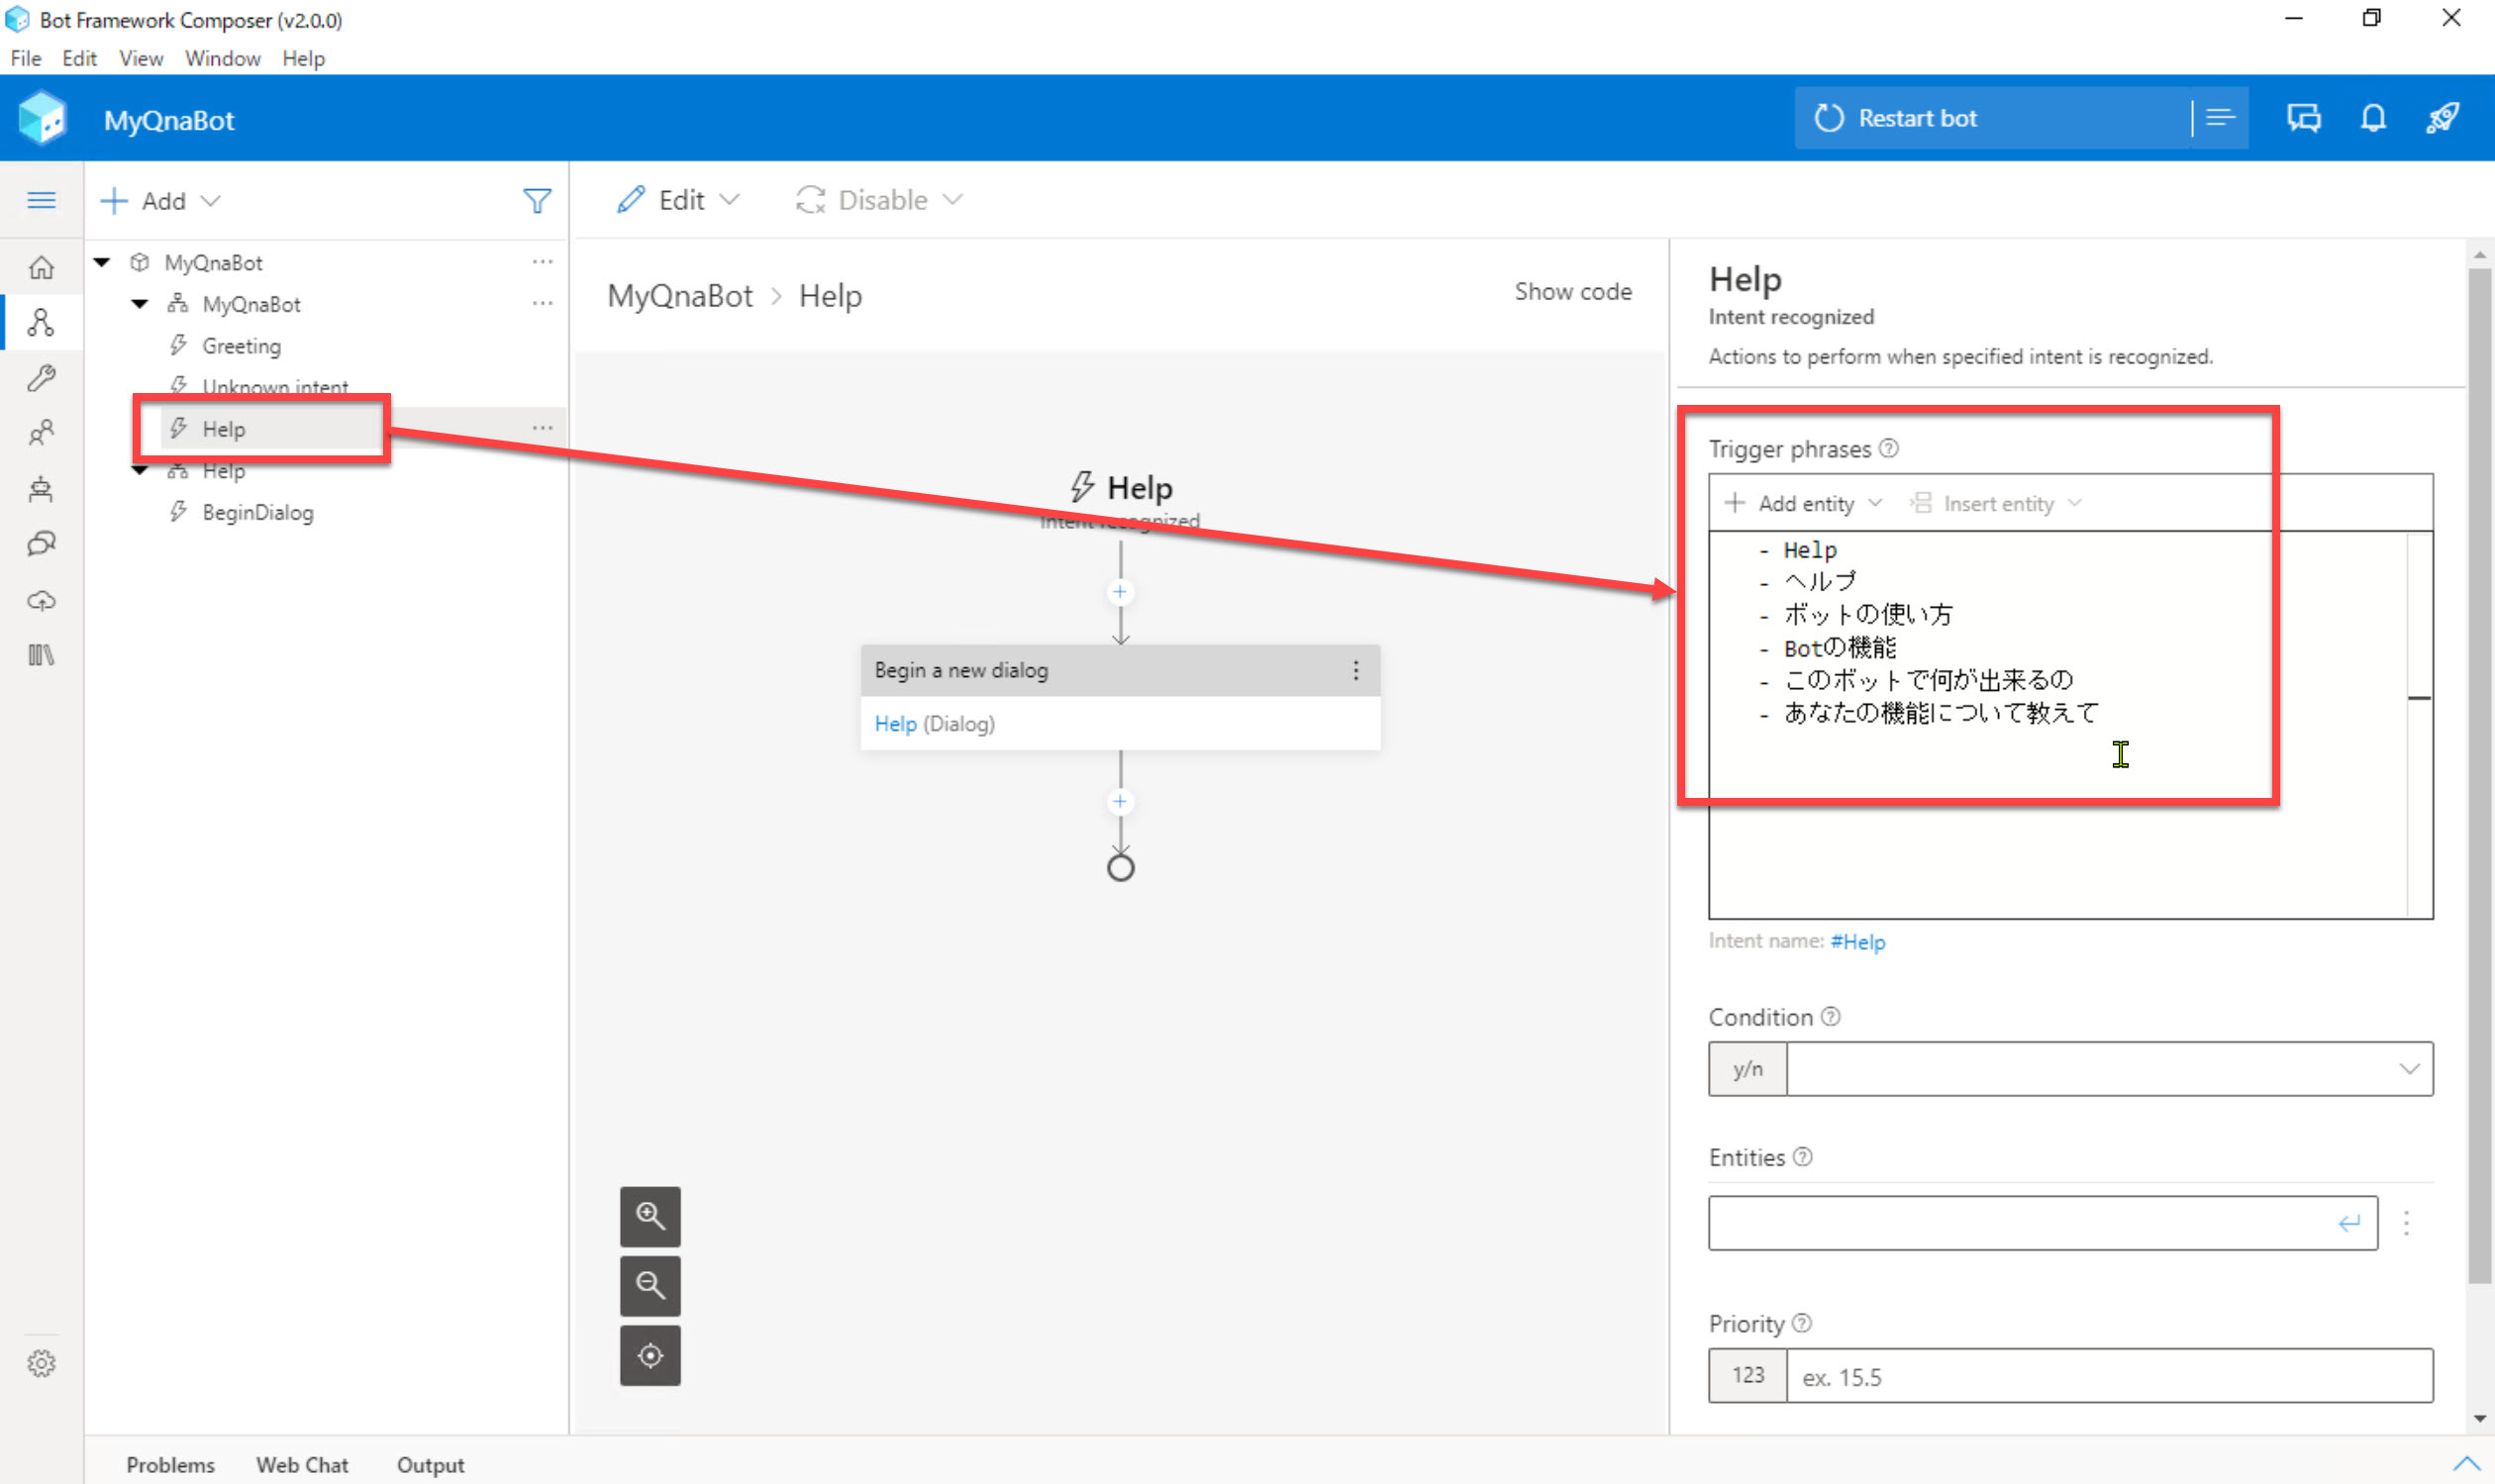 Bot Framework Composer (v2.0.0)
File Edit View Window Help
MyQnaBot
Restart bot
Add
Edit
Disable
MyQnaBot
MyQnaBot
Greeting
Unknown intent
Help
Help
BeginDialog
MyQnaBot > Help
Show code
Help
Intent recognized
Begin a new dialog
Help (Dialog)
Help
Intent recognized
Actions to perform when specified intent is recognized.
Trigger phrases
Add entity Insert entity
- Help
- ヘルプ
- ボットの使い方
- Botの機能
- このボットで何が出来るの
- あなたの機能について教えて
Intent name: #Help
Condition
y/n
Entities
Priority
123 ex. 15.5
Problems Web Chat Output